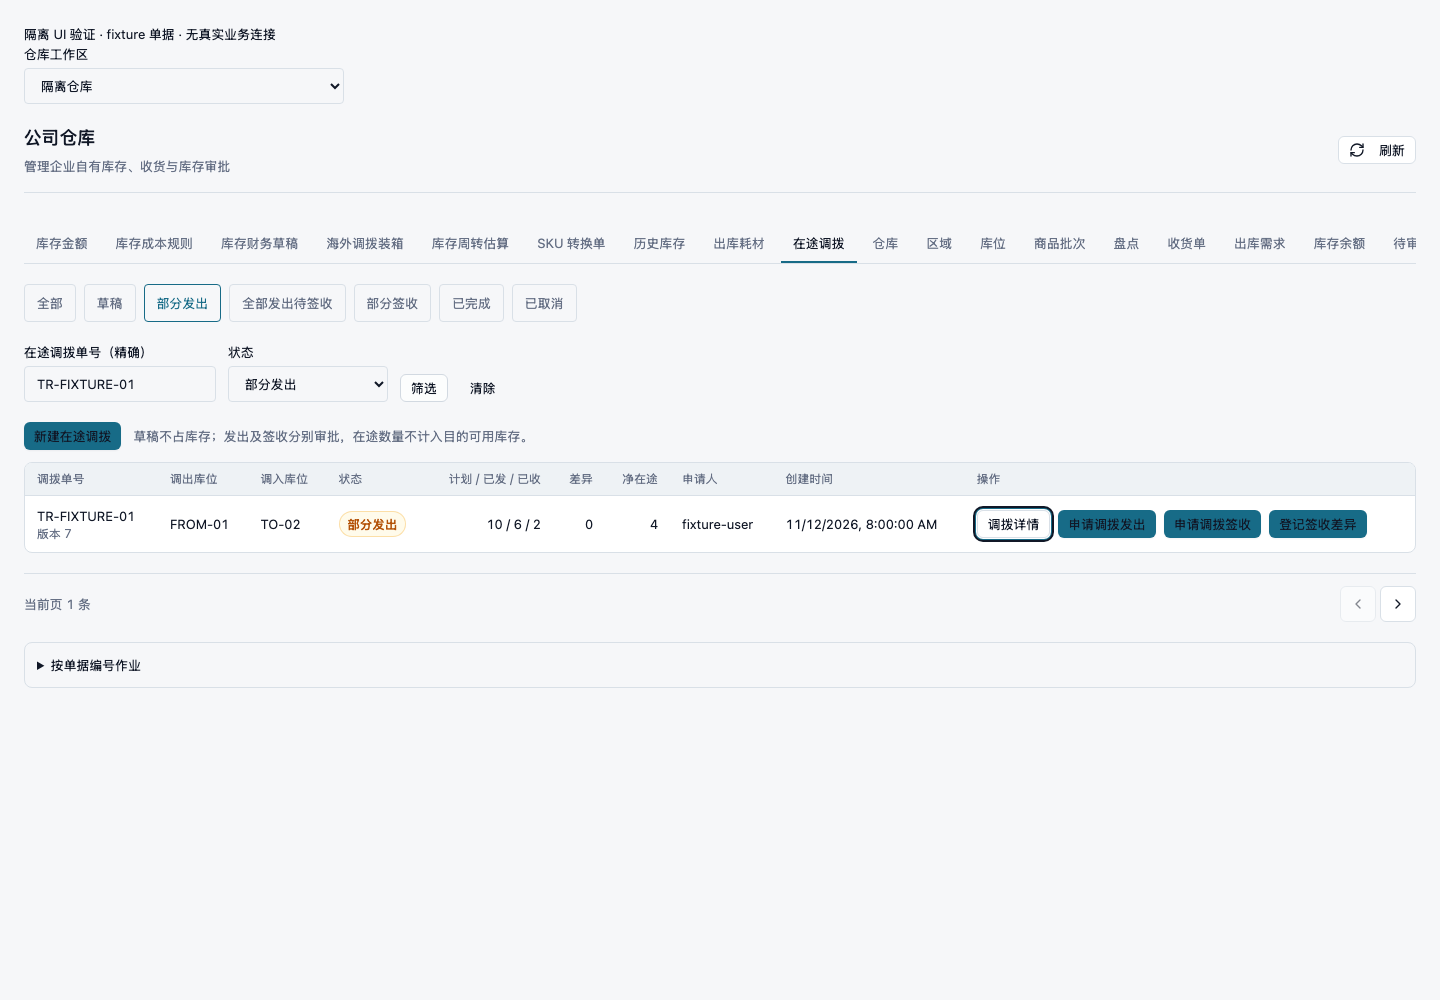 隔离 UI 验证 · fixture 单据 · 无真实业务连接
仓库工作区
隔离仓库
公司仓库
管理企业自有库存、收货与库存审批
刷新
库存金额 库存成本规则 库存财务草稿 海外调拨装箱 库存周转估算 SKU 转换单 历史库存 出库耗材 在途调拨 仓库 区域 库位 商品批次 盘点 收货单 出库需求 库存余额 待审
全部 草稿 部分发出 全部发出待签收 部分签收 已完成 已取消
在途调拨单号（精确） 状态
TR-FIXTURE-01 部分发出 筛选 清除
新建在途调拨 草稿不占库存；发出及签收分别审批，在途数量不计入目的可用库存。
调拨单号 调出库位 调入库位 状态 计划 / 已发 / 已收 差异 净在途 申请人 创建时间 操作
TR-FIXTURE-01 FROM-01 TO-02 部分发出 10 / 6 / 2 0 4 fixture-user 11/12/2026, 8:00:00 AM 调拨详情 申请调拨发出 申请调拨签收 登记签收差异
版本 7
当前页 1 条
按单据编号作业